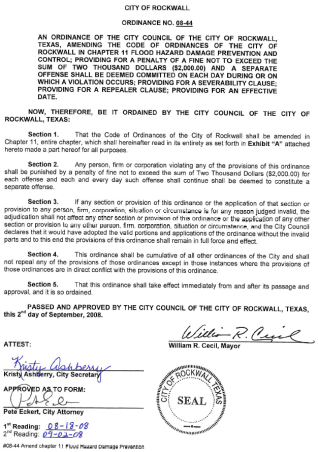 CITY OF ROCKWALL
ORDINANCE NO. 08-44
AN ORDINANCE OF THE CITY COUNCIL OF THE CITY OF ROCKWALL,
TEXAS, AMENDING THE CODE OF ORDINANCES OF THE CITY OF
ROCKWALL IN CHAPTER 11 FLOOD HAZARD DAMAGE PREVENTION AND
CONTROL; PROVIDING FOR A PENALTY OF A FINE NOT TO EXCEED THE
SUM OF TWO THOUSAND DOLLARS ($2,000.00) AND A SEPARATE
OFFENSE SHALL BE DEEMED COMMITTED ON EACH DAY DURING OR ON
WHICH A VIOLATION OCCURS; PROVIDING FOR A SEVERABILITY CLAUSE;
PROVIDING FOR A REPEALER CLAUSE; PROVIDING FOR AN EFFECTIVE
DATE.
NOW, THEREFORE, BE IT ORDAINED BY THE CITY COUNCIL OF THE CITY OF
ROCKWALL, TEXAS:
Section 1. That the Code of Ordinances of the City of Rockwall shall be amended in
Chapter 11, entire chapter, which shall hereinafter read in its entirety as set forth in Exhibit "A" attached
hereto made a part hereof for all purposes.
Section 2. Any person, firm or corporation violating any of the provisions of this ordinance
shall be punished by a penalty of fine not to exceed the sum of Two Thousand Dollars ($2,000.00) for
each offense and each and every day such offense shall continue shall be deemed to constitute a
separate offense.
Section 3. If any section or provision of this ordinance or the application of that section or
provision to any person, firm, corporation, situation or circumstance is for any reason judged invalid, the
adjudication shall not affect any other section or provision of this ordinance or the application of any other
section or provision to any other person, firm, corporation, situation or circumstance, and the City Council
declares that it would have adopted the valid portions and applications of the ordinance without the invalid
parts and to this end the provisions of this ordinance shall remain in full force and effect.
Section 4. This ordinance shall be cumulative of all other ordinances of the City and shall
not repeal any of the provisions of those ordinances except in those instances where the provisions of
those ordinances are in direct conflict with the provisions of this ordinance.
Section 5. That this ordinance shall take effect immediately from and after its passage and
approval, and it is so ordained.
PASSED AND APPROVED BY THE CITY COUNCIL OF THE CITY OF ROCKWALL, TEXAS,
this 2nd day of September, 2008.
William R. Cecil
William R. Cecil, Mayor
ATTEST:
Kristy Ashberry
Kristy Ashberry, City Secretary
APPROVED AS TO FORM:
Pete Eckert, City Attorney
CITY OF ROCKWALL, TEXAS
SEAL
1st Reading: 08-18-08
2nd Reading: 09-02-08
#08-44 Amend chapter 11 Flood Hazard Damage Prevention